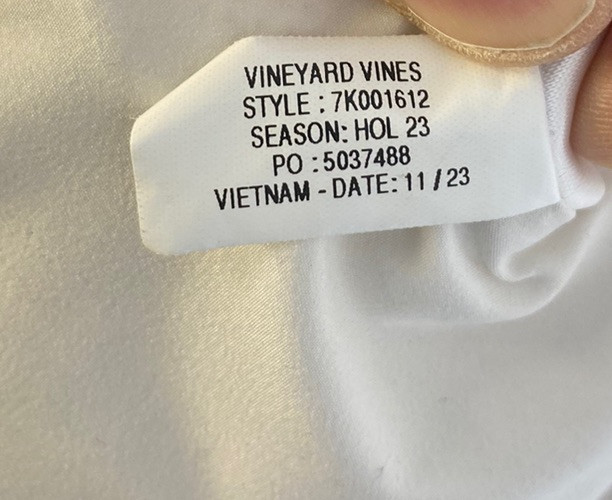 VINEYARD VINES
STYLE : 7K001612
SEASON: HOL 23
PO : 5037488
VIETNAM - DATE: 11 / 23